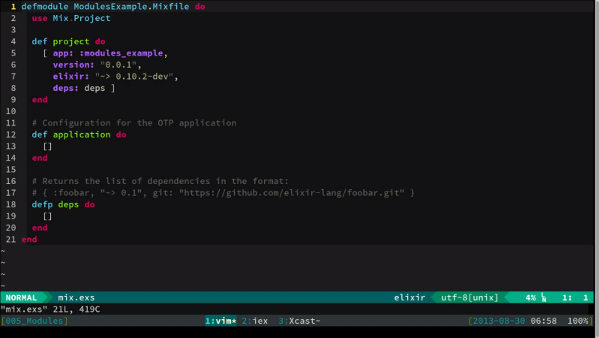 1 defmodule ModulesExample.Mixfile do
2   use Mix.Project
3
4   def project do
5     [ app: :modules_example,
6       version: "0.0.1",
7       elixir: "~> 0.10.2-dev",
8       deps: deps ]
9   end
10
11   # Configuration for the OTP application
12   def application do
13     []
14   end
15
16   # Returns the list of dependencies in the format:
17   # { :foobar, "~> 0.1", git: "https://github.com/elixir-lang/foobar.git" }
18   defp deps do
19     []
20   end
21 end
~
~
~
~
NORMAL mix.exs elixir utf-8[unix] 4% 1: 1
"mix.exs" 21L, 419C
[005_Modules] 1:vim* 2:iex 3:Xcast- [2013-08-30 06:58 100%]